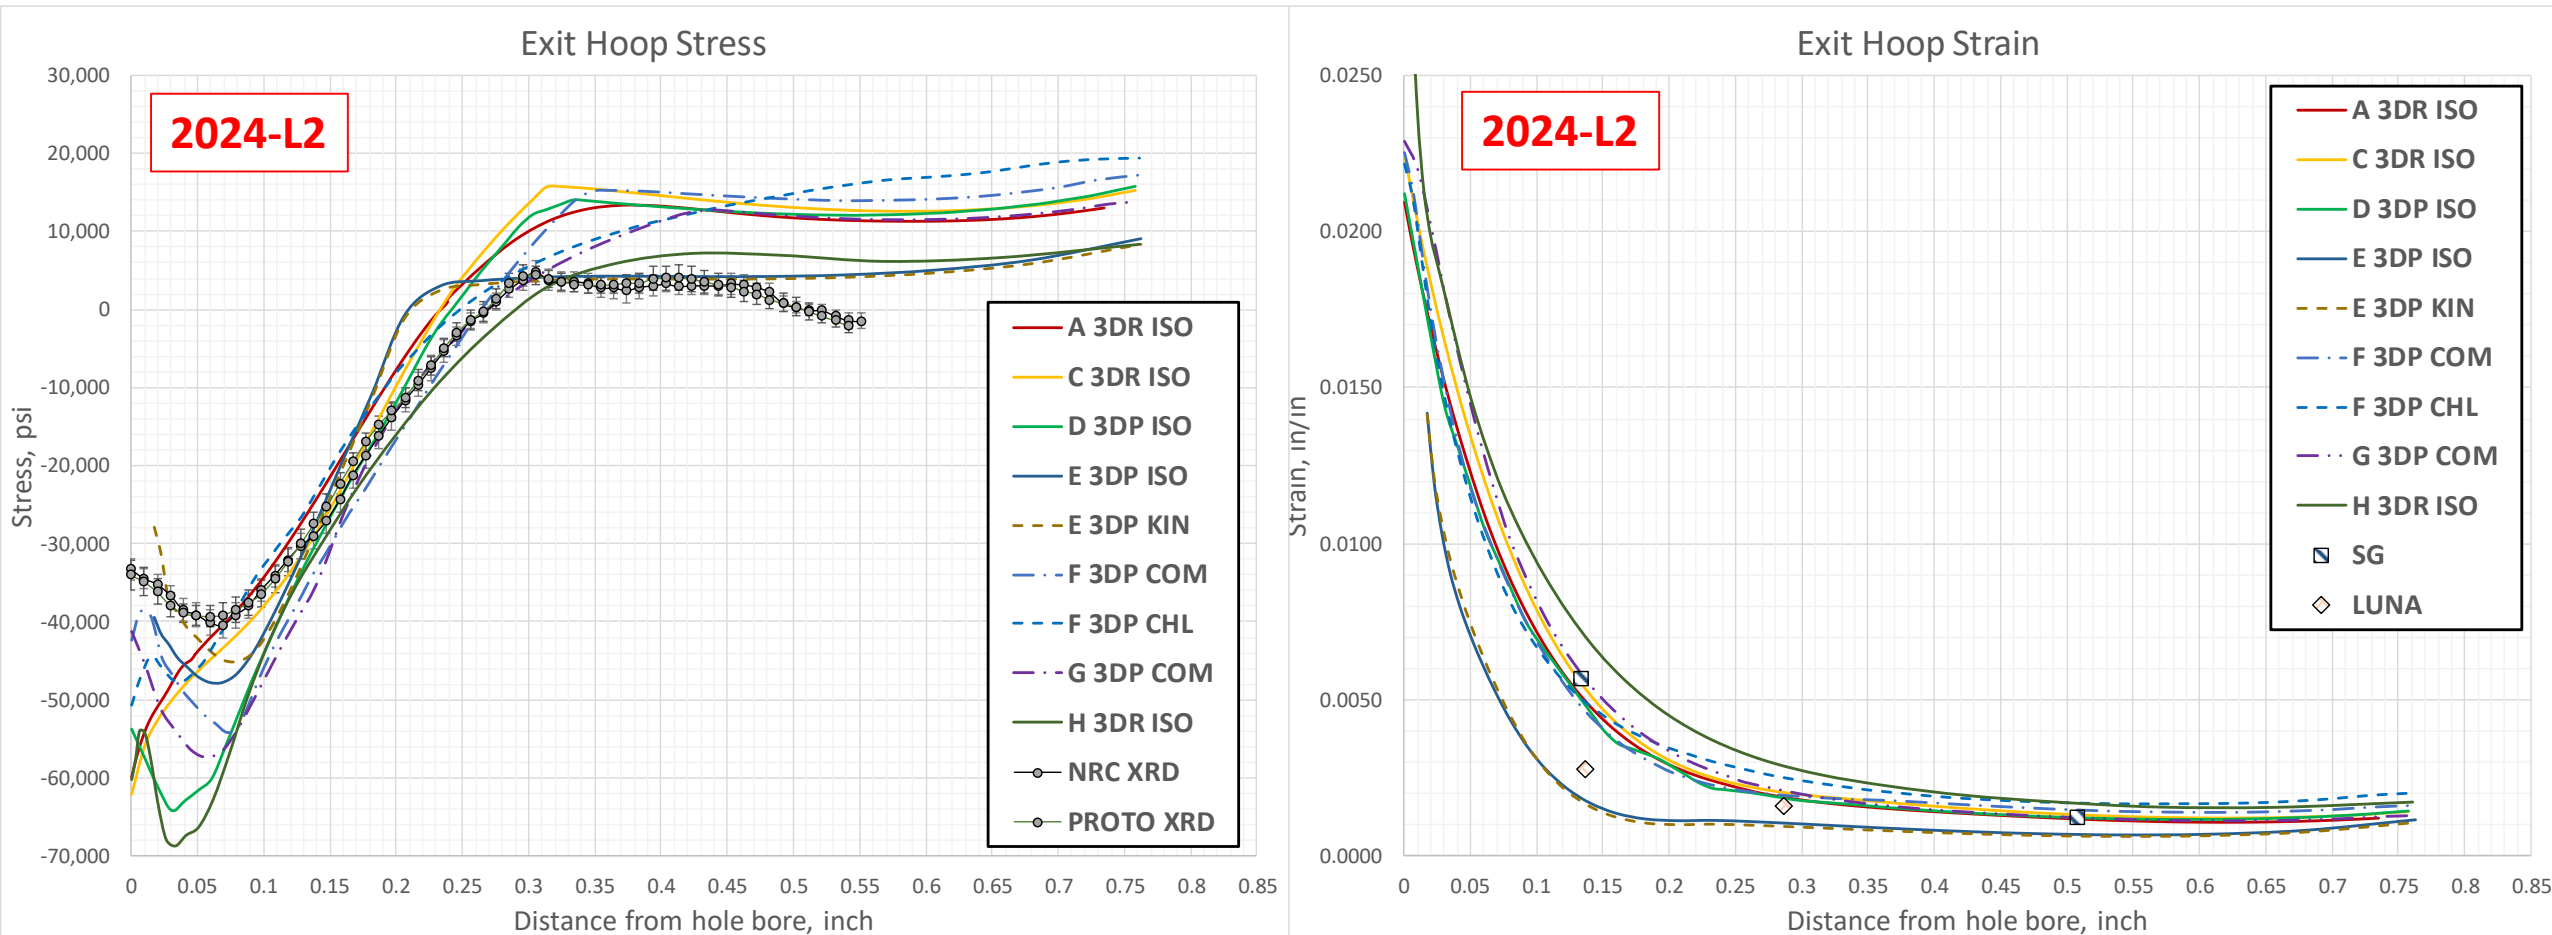 Exit Hoop Stress
2024-L2
Stress, psi
30,000
20,000
10,000
0
-10,000
-20,000
-30,000
-40,000
-50,000
-60,000
-70,000
0 0.05 0.1 0.15 0.2 0.25 0.3 0.35 0.4 0.45 0.5 0.55 0.6 0.65 0.7 0.75 0.8 0.85
Distance from hole bore, inch
A 3DR ISO
C 3DR ISO
D 3DP ISO
E 3DP ISO
E 3DP KIN
F 3DP COM
F 3DP CHL
G 3DP COM
H 3DR ISO
NRC XRD
PROTO XRD
Exit Hoop Strain
2024-L2
Strain, in/in
0.0250
0.0200
0.0150
0.0100
0.0050
0.0000
0 0.05 0.1 0.15 0.2 0.25 0.3 0.35 0.4 0.45 0.5 0.55 0.6 0.65 0.7 0.75 0.8 0.85
Distance from hole bore, inch
A 3DR ISO
C 3DR ISO
D 3DP ISO
E 3DP ISO
E 3DP KIN
F 3DP COM
F 3DP CHL
G 3DP COM
H 3DR ISO
SG
LUNA